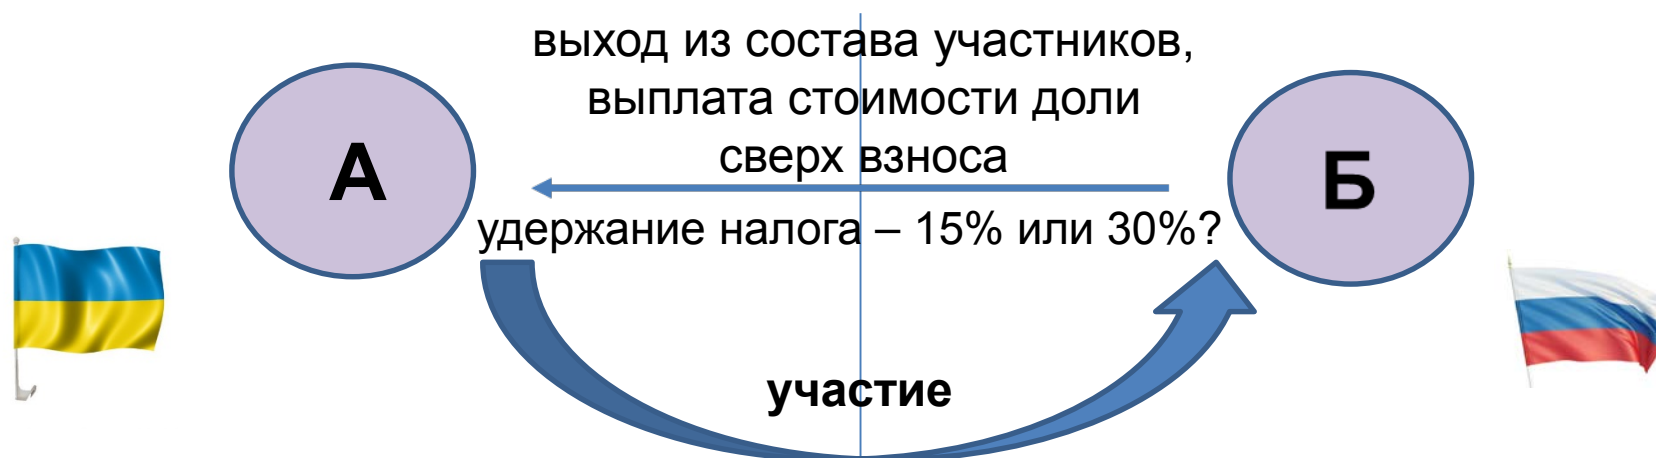 выход из состава участников,
выплата стоимости доли
сверх взноса
А
Б
удержание налога – 15% или 30%?
участие